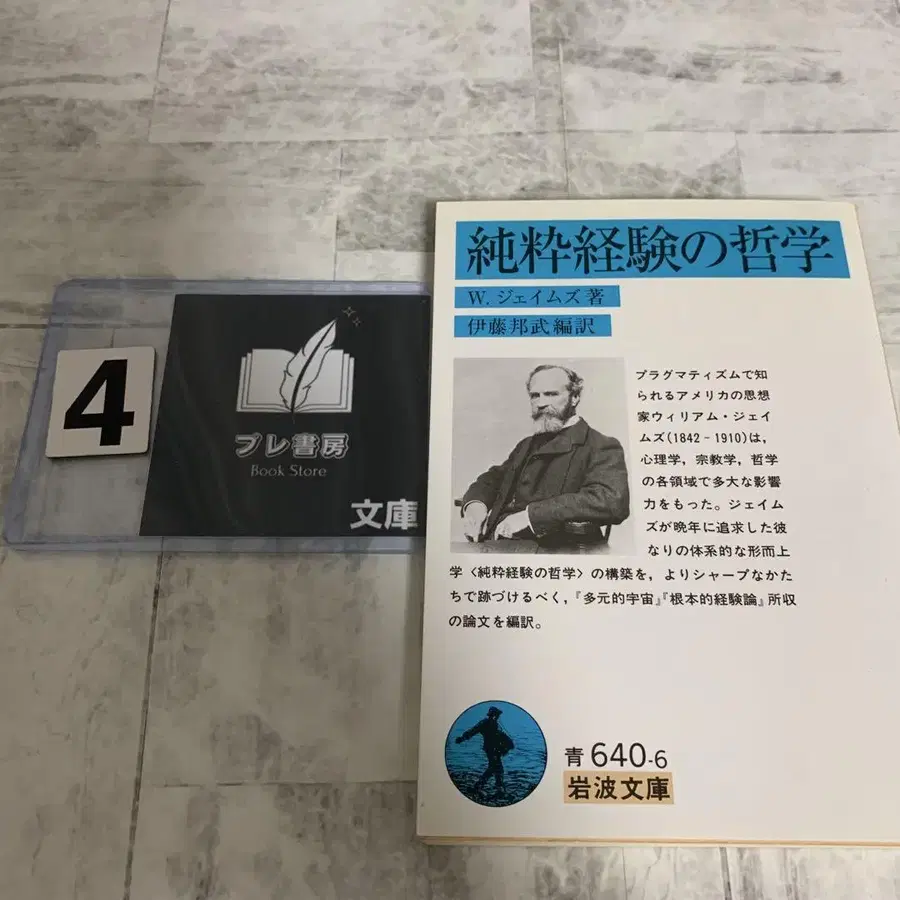 4
ブレ書房
Book Store
文庫
純粋経験の哲学
W. ジェイムズ著
伊藤邦武編訳
プラグマティズムで知
られるアメリカの思想
家ウィリアム・ジェイ
ムズ(1842‐1910)は,
心理学, 宗教学, 哲学
の各領域で多大な影響
力をもった。ジェイム
ズが晩年に追求した彼
なりの体系的な形而上
学〈純粋経験の哲学〉の構築を, よりシャープなかた
ちで跡づけるべく,『多元的宇宙』『根本的経験論』所収
の論文を編訳。
青 640-6
岩波文庫